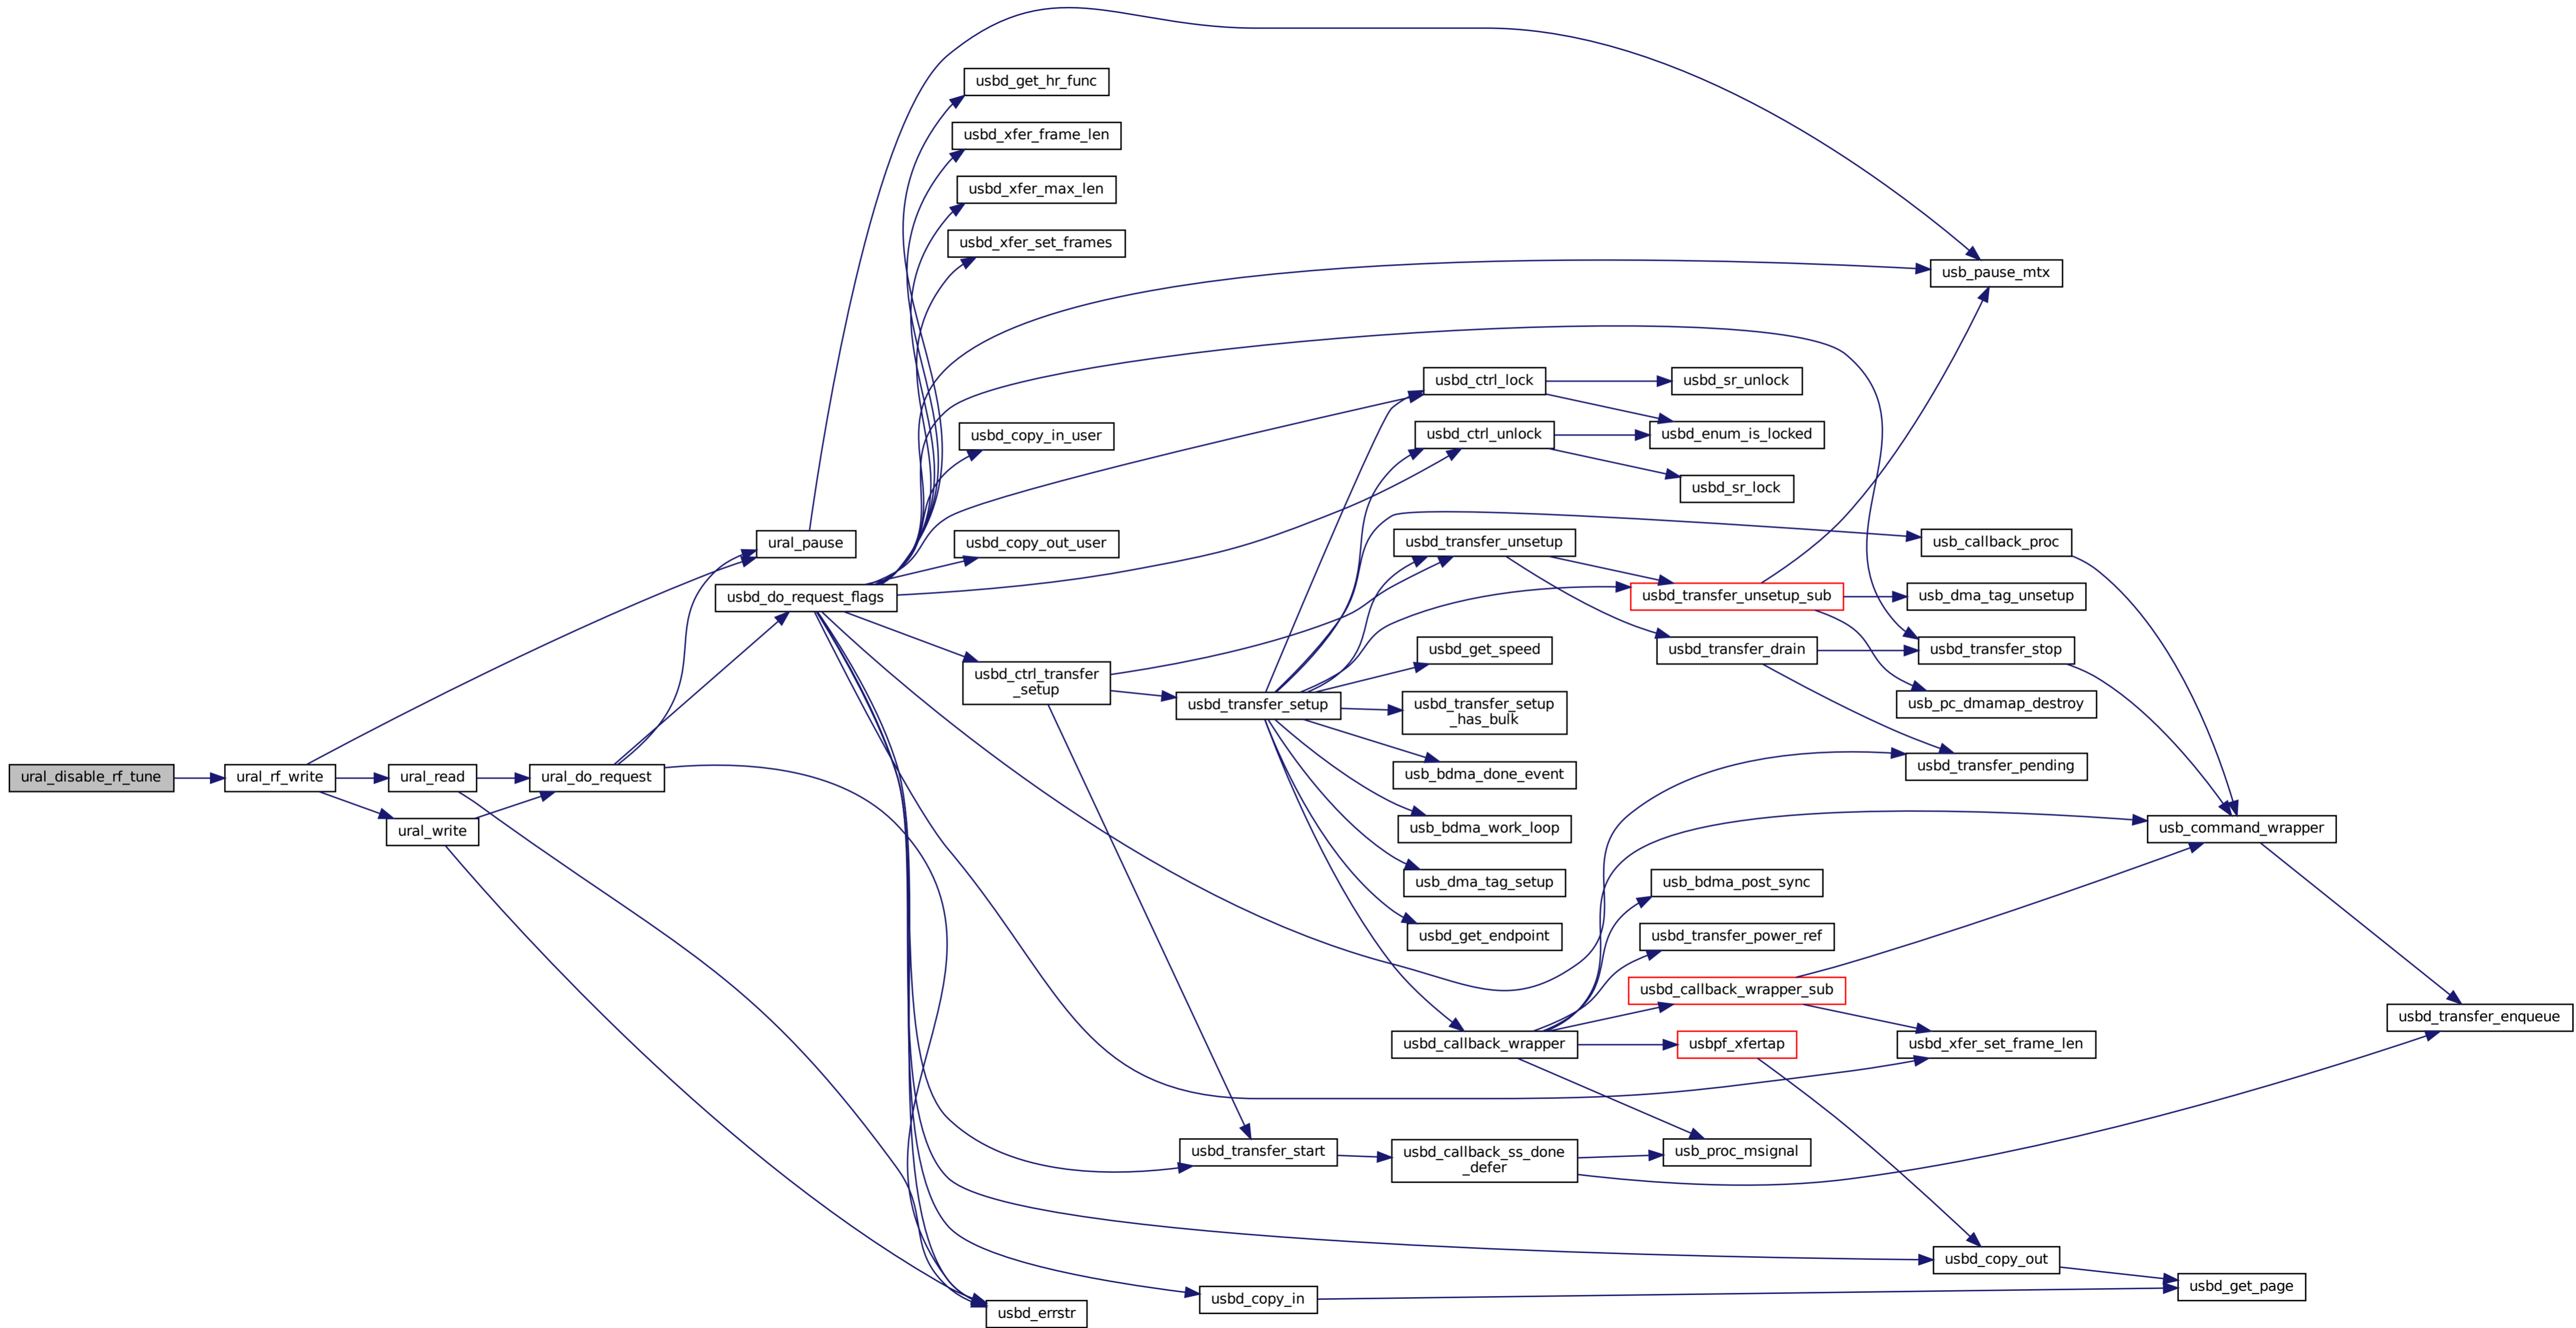 usbd_get_hr_func
usbd_xfer_frame_len
usbd_xfer_max_len
usbd_xfer_set_frames
usb_pause_mtx
usbd_ctrl_lock
usbd_sr_unlock
usbd_copy_in_user
usbd_ctrl_unlock
usbd_enum_is_locked
usbd_sr_lock
ural_pause
usbd_copy_out_user
usbd_transfer_unsetup
usb_callback_proc
usbd_do_request_flags
usbd_transfer_unsetup_sub
usb_dma_tag_unsetup
usbd_get_speed
usbd_transfer_drain
usbd_transfer_stop
usbd_ctrl_transfer
_setup
usbd_transfer_setup
usbd_transfer_setup
_has_bulk
usb_pc_dmamap_destroy
ural_disable_rf_tune
ural_rf_write
ural_read
ural_do_request
usb_bdma_done_event
usbd_transfer_pending
ural_write
usb_bdma_work_loop
usb_command_wrapper
usb_dma_tag_setup
usb_bdma_post_sync
usbd_get_endpoint
usbd_transfer_power_ref
usbd_callback_wrapper_sub
usbd_transfer_enqueue
usbd_callback_wrapper
usbpf_xfertap
usbd_xfer_set_frame_len
usbd_transfer_start
usbd_callback_ss_done
_defer
usb_proc_msignal
usbd_copy_out
usbd_get_page
usbd_copy_in
usbd_errstr